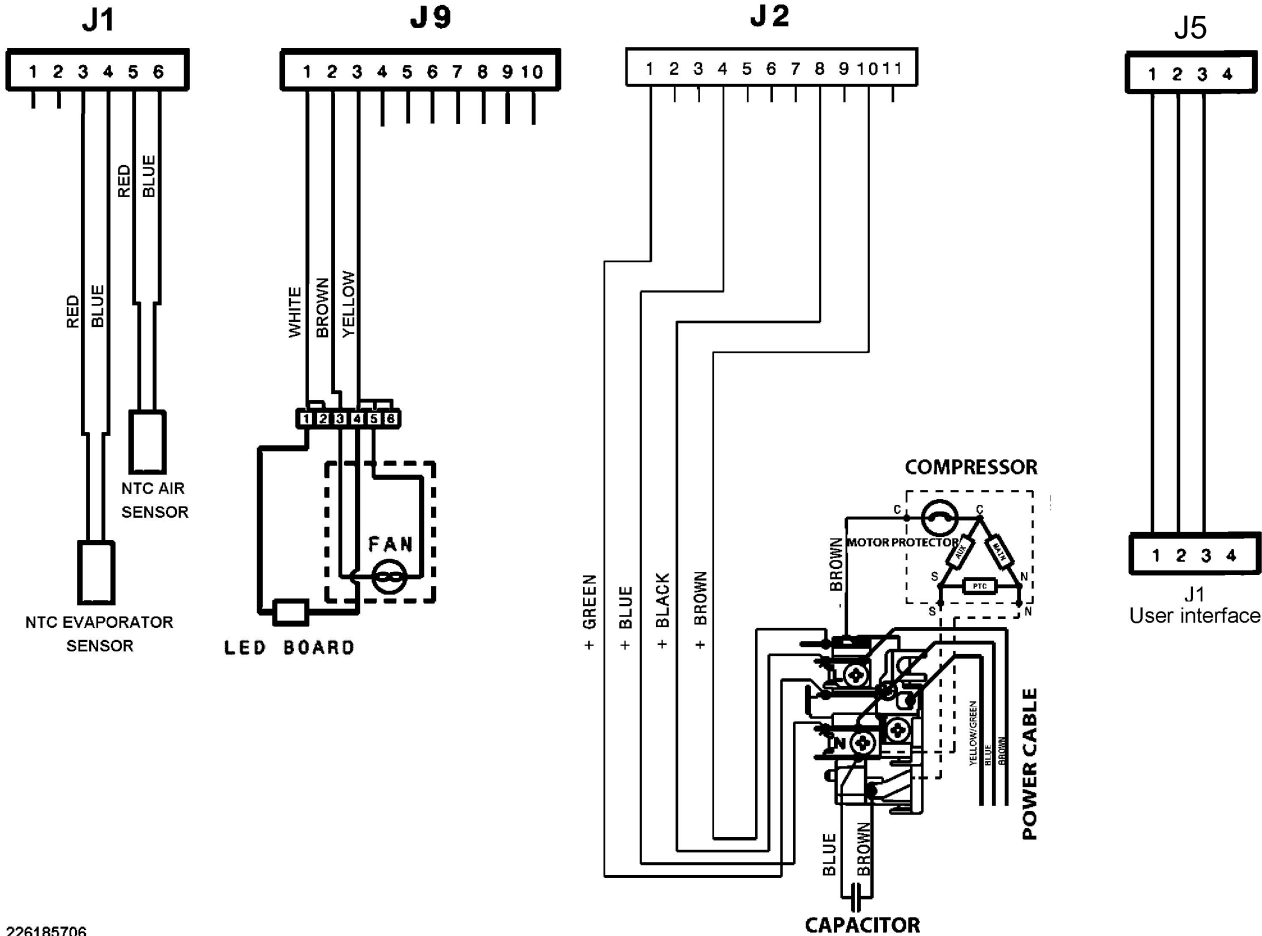 J1
J9
J2
J5
1 2 3 4 5 6
1 2 3 4 5 6 7 8 9 10
1 2 3 4 5 6 7 8 9 10 11
1 2 3 4
RED
BLUE
RED
BLUE
WHITE
BROWN
YELLOW
1 2 3 4 5 6
NTC AIR
SENSOR
NTC EVAPORATOR
SENSOR
FAN
LED BOARD
+ GREEN
+ BLUE
+ BLACK
+ BROWN
COMPRESSOR
C
C
MOTOR PROTECTOR
AUX
MAIN
S
N
PTC
S
N
BROWN
N
YELLOW/GREEN
BLUE
BROWN
POWER CABLE
BLUE
BROWN
CAPACITOR
1 2 3 4
J1
User interface
226185706